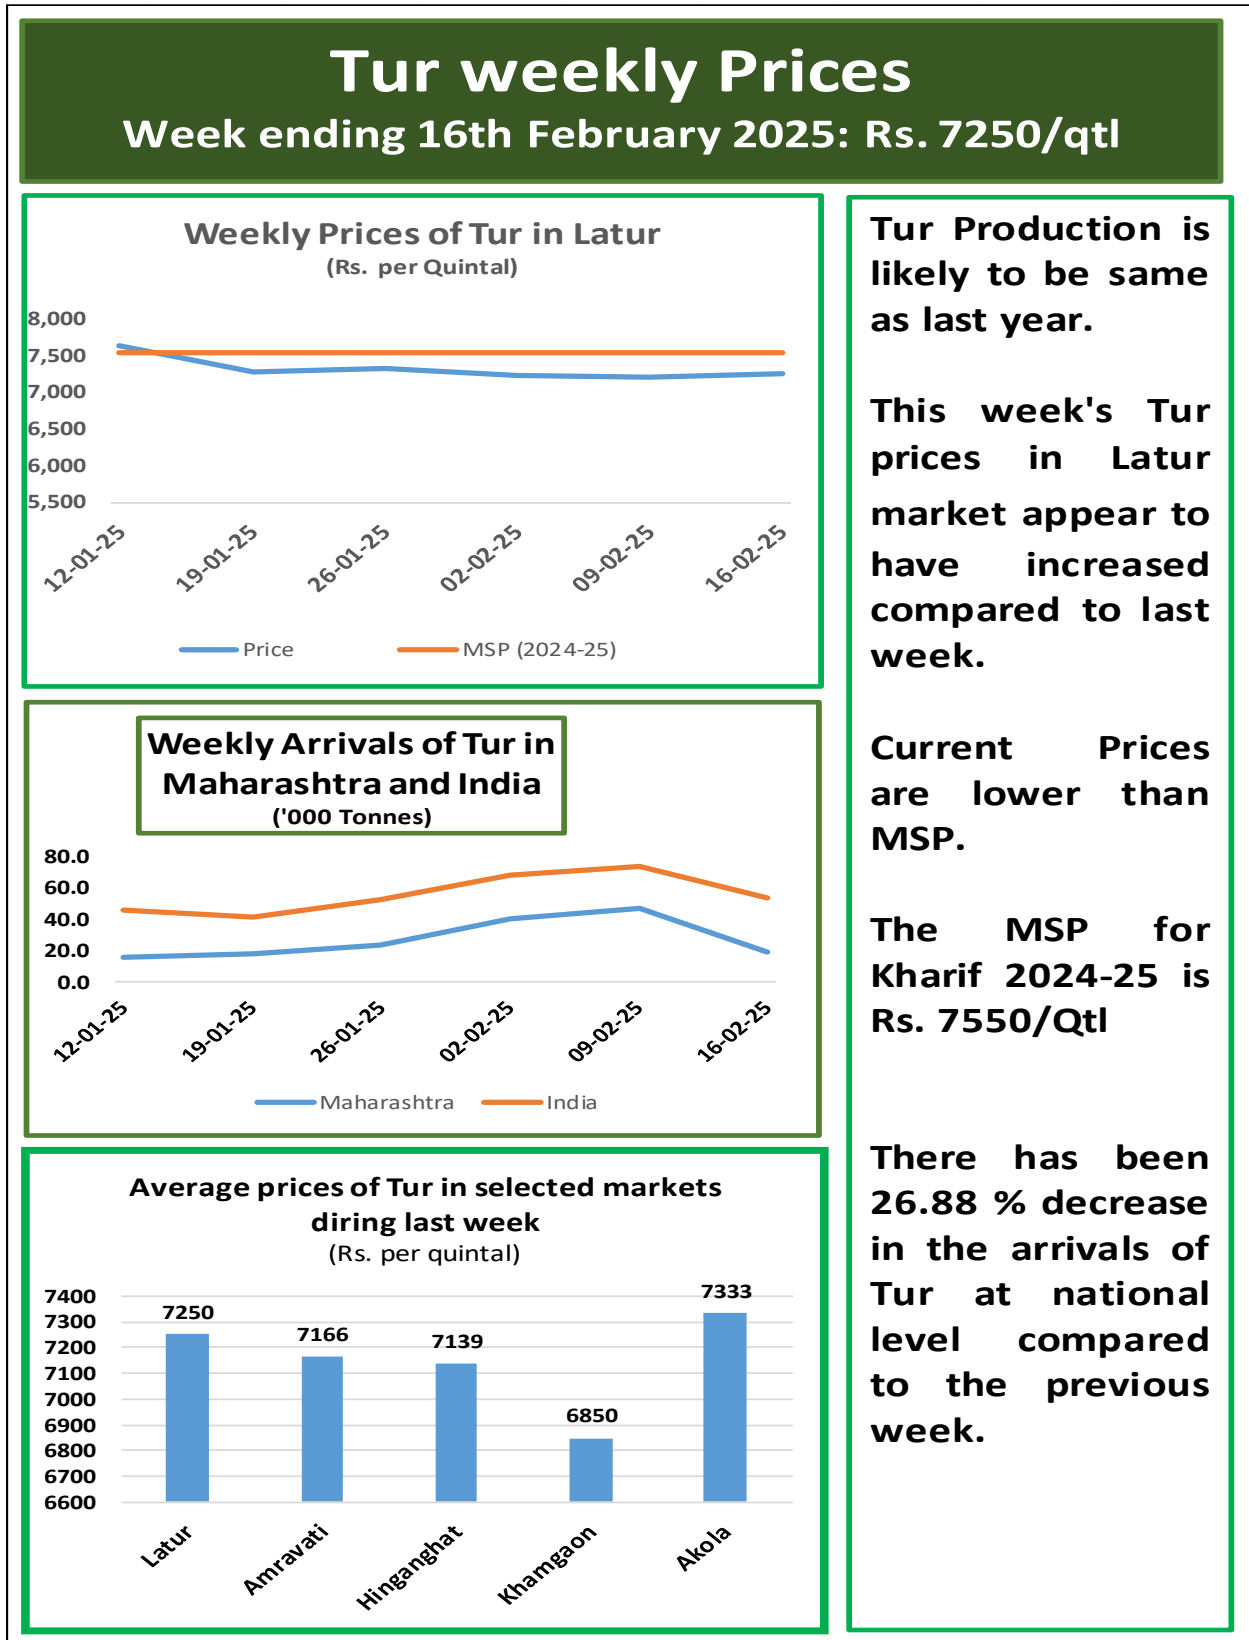 Tur weekly Prices
Week ending 16th February 2025: Rs. 7250/qtl
Weekly Prices of Tur in Latur
(Rs. per Quintal)
8,000
7,500
7,000
6,500
6,000
5,500
12-01-25
19-01-25
26-01-25
02-02-25
09-02-25
16-02-25
Price
MSP (2024-25)
Weekly Arrivals of Tur in
Maharashtra and India
('000 Tonnes)
80.0
60.0
40.0
20.0
0.0
12-01-25
19-01-25
26-01-25
02-02-25
09-02-25
16-02-25
Maharashtra
India
Average prices of Tur in selected markets
diring last week
(Rs. per quintal)
7400
7300
7200
7100
7000
6900
6800
6700
6600
7250
7166
7139
6850
7333
Latur
Amravati
Hinganghat
Khamgaon
Akola
Tur Production is
likely to be same
as last year.
This week's Tur
prices in Latur
market appear to
have increased
compared to last
week.
Current Prices
are lower than
MSP.
The MSP for
Kharif 2024-25 is
Rs. 7550/Qtl
There has been
26.88 % decrease
in the arrivals of
Tur at national
level compared
to the previous
week.